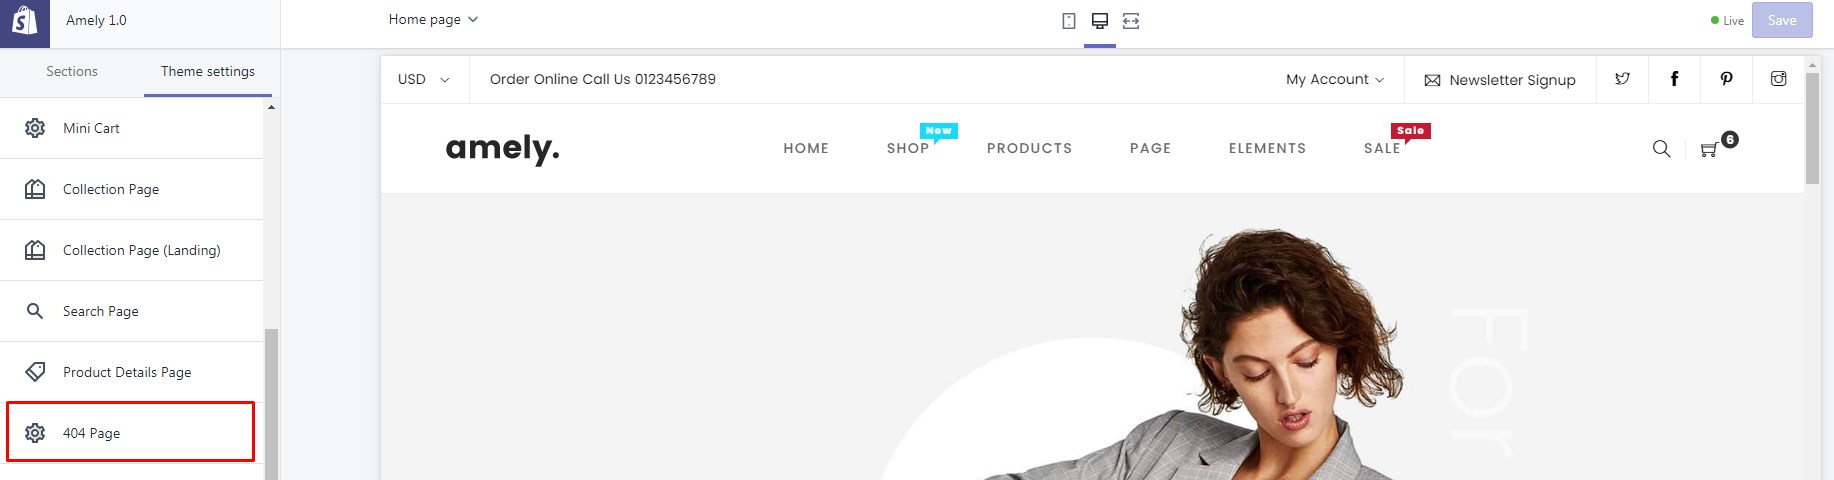 Amely 1.0
Home page
Live
Save
Sections
Theme settings
Mini Cart
Collection Page
Collection Page (Landing)
Search Page
Product Details Page
404 Page
USD
Order Online Call Us 0123456789
My Account
Newsletter Signup
amely.
HOME
SHOP
New
PRODUCTS
PAGE
ELEMENTS
SALE
Sale
6
For